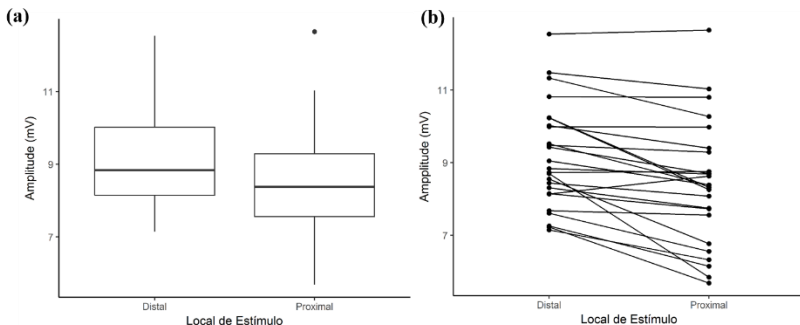 (a)
Amplitude (mV)
11
9
7
Distal
Proximal
Local de Estímulo
(b)
Appplitude (mV)
11
9
7
Distal
Proximal
Local de Estímulo